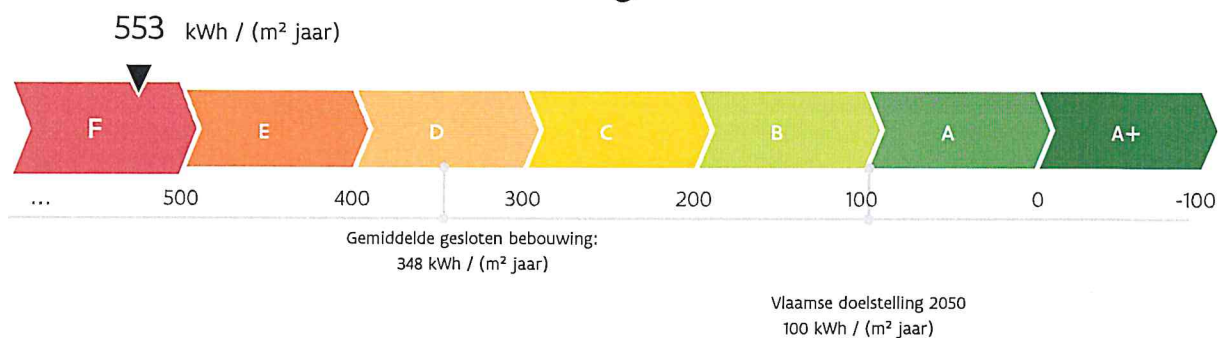 553 kWh / (m² jaar)
F E D C B A A+
... 500 400 300 200 100 0 -100
Gemiddelde gesloten bebouwing:
348 kWh / (m² jaar)
Vlaamse doelstelling 2050
100 kWh / (m² jaar)